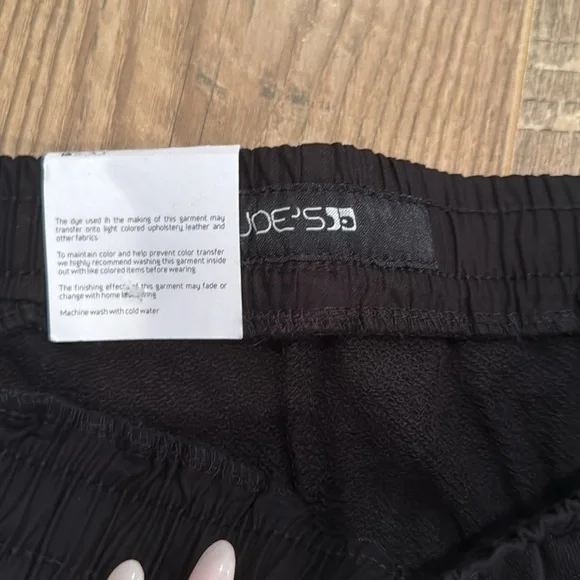 The dye used in the making of this garment may
transfer onto light colored upholstery leather and
other fabrics
To maintain color and help prevent color transfer
we highly recommend washing this garment inside
out with like colored items before wearing
The finishing effects of this garment may fade or
change with home laundering
Machine wash with cold water
JOE'S